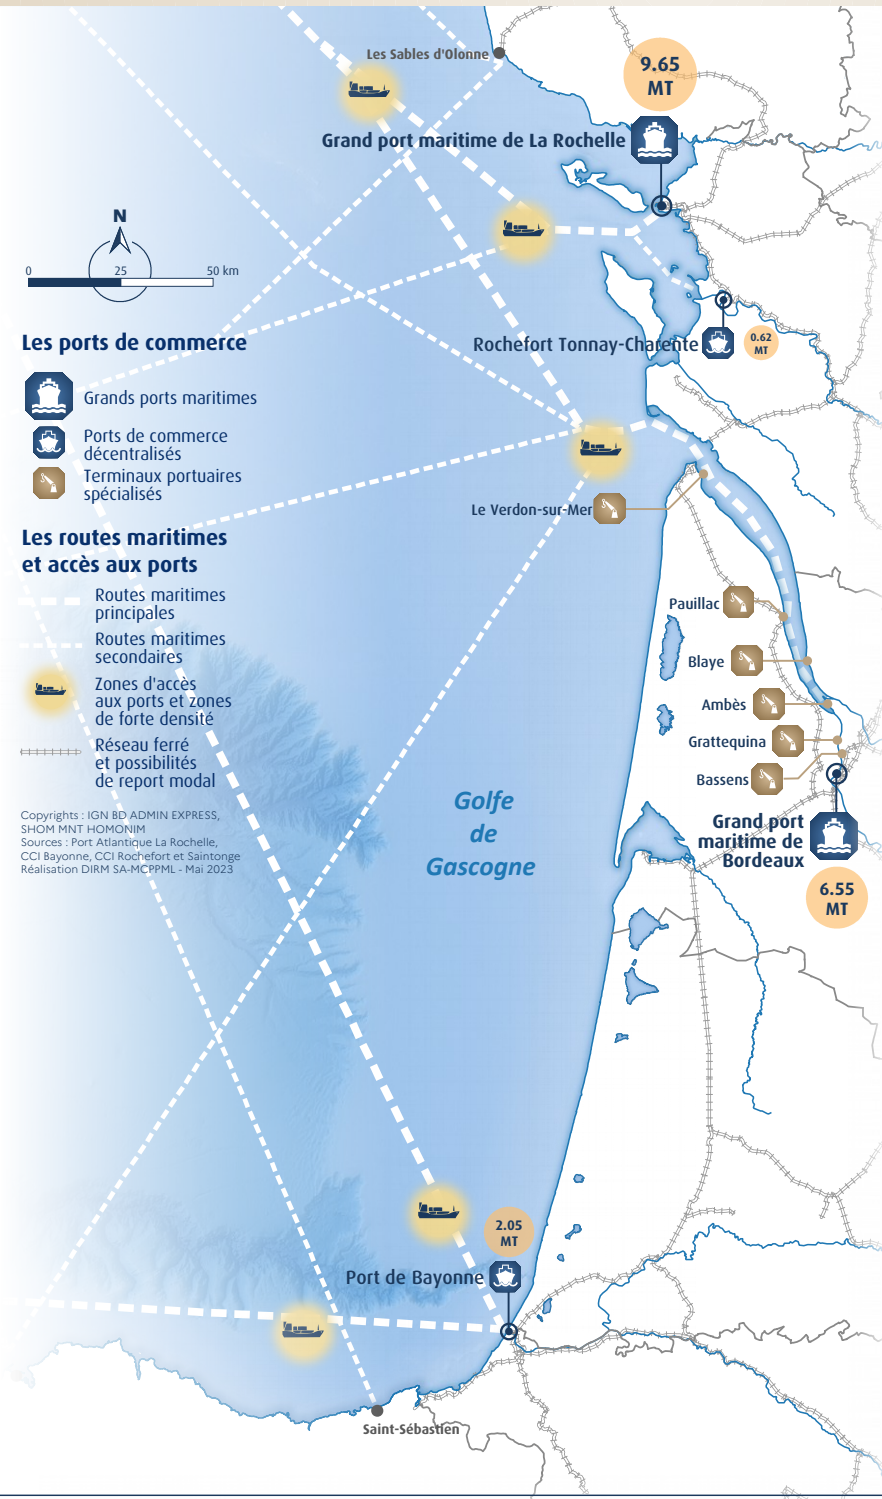 Les Sables d'Olonne
9.65
MT
Grand port maritime de La Rochelle
N
0 25 50 km
Les ports de commerce
Grands ports maritimes
Ports de commerce
décentralisés
Terminaux portuaires
spécialisés
Rochefort Tonnay-Charente
0.62
MT
Les routes maritimes
et accès aux ports
Routes maritimes
principales
Routes maritimes
secondaires
Zones d'accès
aux ports et zones
de forte densité
Réseau ferré
et possibilités
de report modal
Copyrights : IGN BD ADMIN EXPRESS,
SHOM MNT HOMONIM
Sources : Port Atlantique La Rochelle,
CCI Bayonne, CCI Rochefort et Saintonge
Réalisation DIRM SA-MCPPML - Mai 2023
Le Verdon-sur-Mer
Pauillac
Blaye
Ambès
Grattequina
Bassens
Golfe
de
Gascogne
Grand port
maritime de
Bordeaux
6.55
MT
2.05
MT
Port de Bayonne
Saint-Sébastien